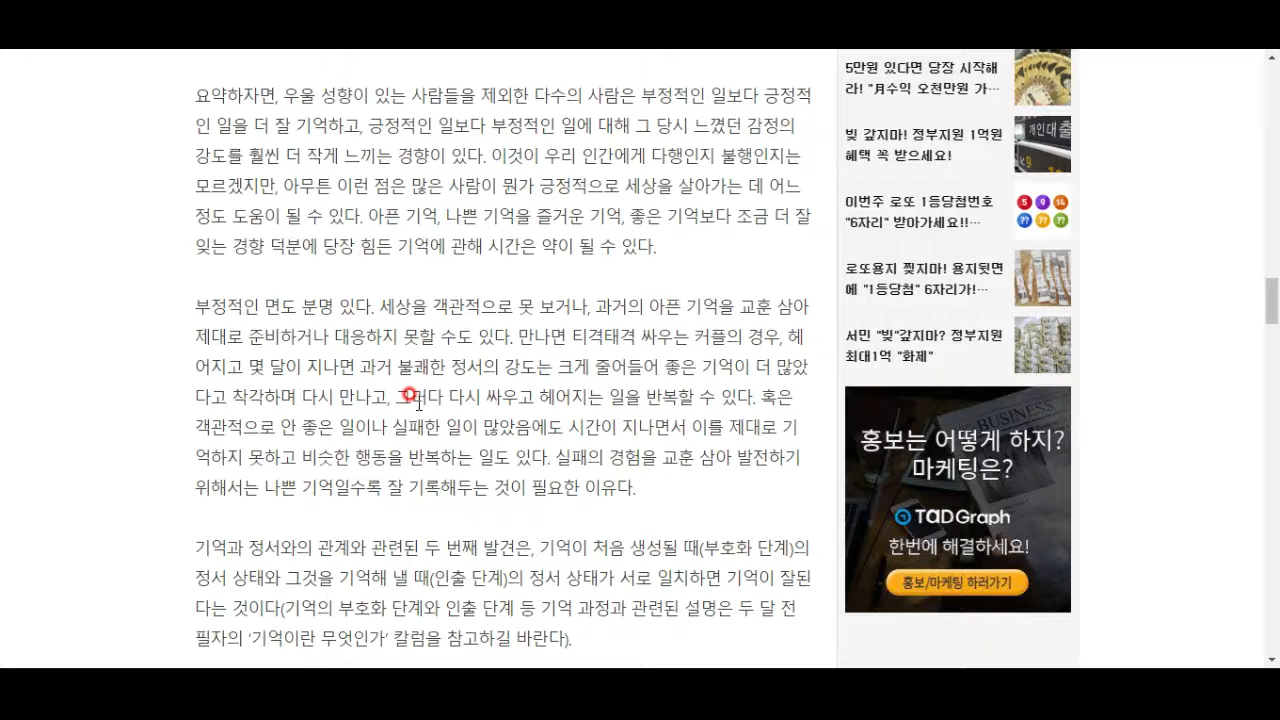 요약하자면, 우울 성향이 있는 사람들을 제외한 다수의 사람은 부정적인 일보다 긍정적
인 일을 더 잘 기억하고, 긍정적인 일보다 부정적인 일에 대해 그 당시 느꼈던 감정의
강도를 훨씬 더 작게 느끼는 경향이 있다. 이것이 우리 인간에게 다행인지 불행인지는
모르겠지만, 아무튼 이런 점은 많은 사람이 뭔가 긍정적으로 세상을 살아가는 데 어느
정도 도움이 될 수 있다. 아픈 기억, 나쁜 기억을 즐거운 기억, 좋은 기억보다 조금 더 잘
잊는 경향 덕분에 당장 힘든 기억에 관해 시간은 약이 될 수 있다.
부정적인 면도 분명 있다. 세상을 객관적으로 못 보거나, 과거의 아픈 기억을 교훈 삼아
제대로 준비하거나 대응하지 못할 수도 있다. 만나면 티격태격 싸우는 커플의 경우, 헤
어지고 몇 달이 지나면 과거 불쾌한 정서의 강도는 크게 줄어들어 좋은 기억이 더 많았
다고 착각하며 다시 만나고, 그러다 다시 싸우고 헤어지는 일을 반복할 수 있다. 혹은
객관적으로 안 좋은 일이나 실패한 일이 많았음에도 시간이 지나면서 이를 제대로 기
억하지 못하고 비슷한 행동을 반복하는 일도 있다. 실패의 경험을 교훈 삼아 발전하기
위해서는 나쁜 기억일수록 잘 기록해두는 것이 필요한 이유다.
기억과 정서와의 관계와 관련된 두 번째 발견은, 기억이 처음 생성될 때(부호화 단계)의
정서 상태와 그것을 기억해 낼 때(인출 단계)의 정서 상태가 서로 일치하면 기억이 잘된
다는 것이다(기억의 부호화 단계와 인출 단계 등 기억 과정과 관련된 설명은 두 달 전
필자의 ‘기억이란 무엇인가’ 칼럼을 참고하길 바란다).
5만원 있다면 당장 시작해
라! "月수익 오천만원 가…
빚 갚지마! 정부지원 1억원
혜택 꼭 받으세요!
개인대출
이번주 로또 1등당첨번호
"6자리" 받아가세요!!…
5 9 14
?? ?? ??
로또용지 찢지마! 용지뒷면
에 "1등당첨" 6자리가!…
서민 "빚"갚지마? 정부지원
최대1억 "화제"
BUSINESS
홍보는 어떻게 하지?
마케팅은?
TADGraph
한번에 해결하세요!
홍보/마케팅 하러가기